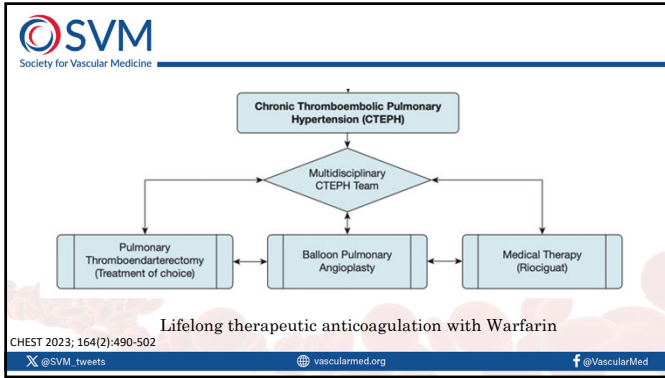 SVM
Society for Vascular Medicine
Chronic Thromboembolic Pulmonary
Hypertension (CTEPH)
Multidisciplinary
CTEPH Team
Pulmonary
Thromboendarterectomy
(Treatment of choice)
Balloon Pulmonary
Angioplasty
Medical Therapy
(Riociguat)
Lifelong therapeutic anticoagulation with Warfarin
CHEST 2023; 164(2):490-502
@SVM_tweets
vascularmed.org
@VascularMed